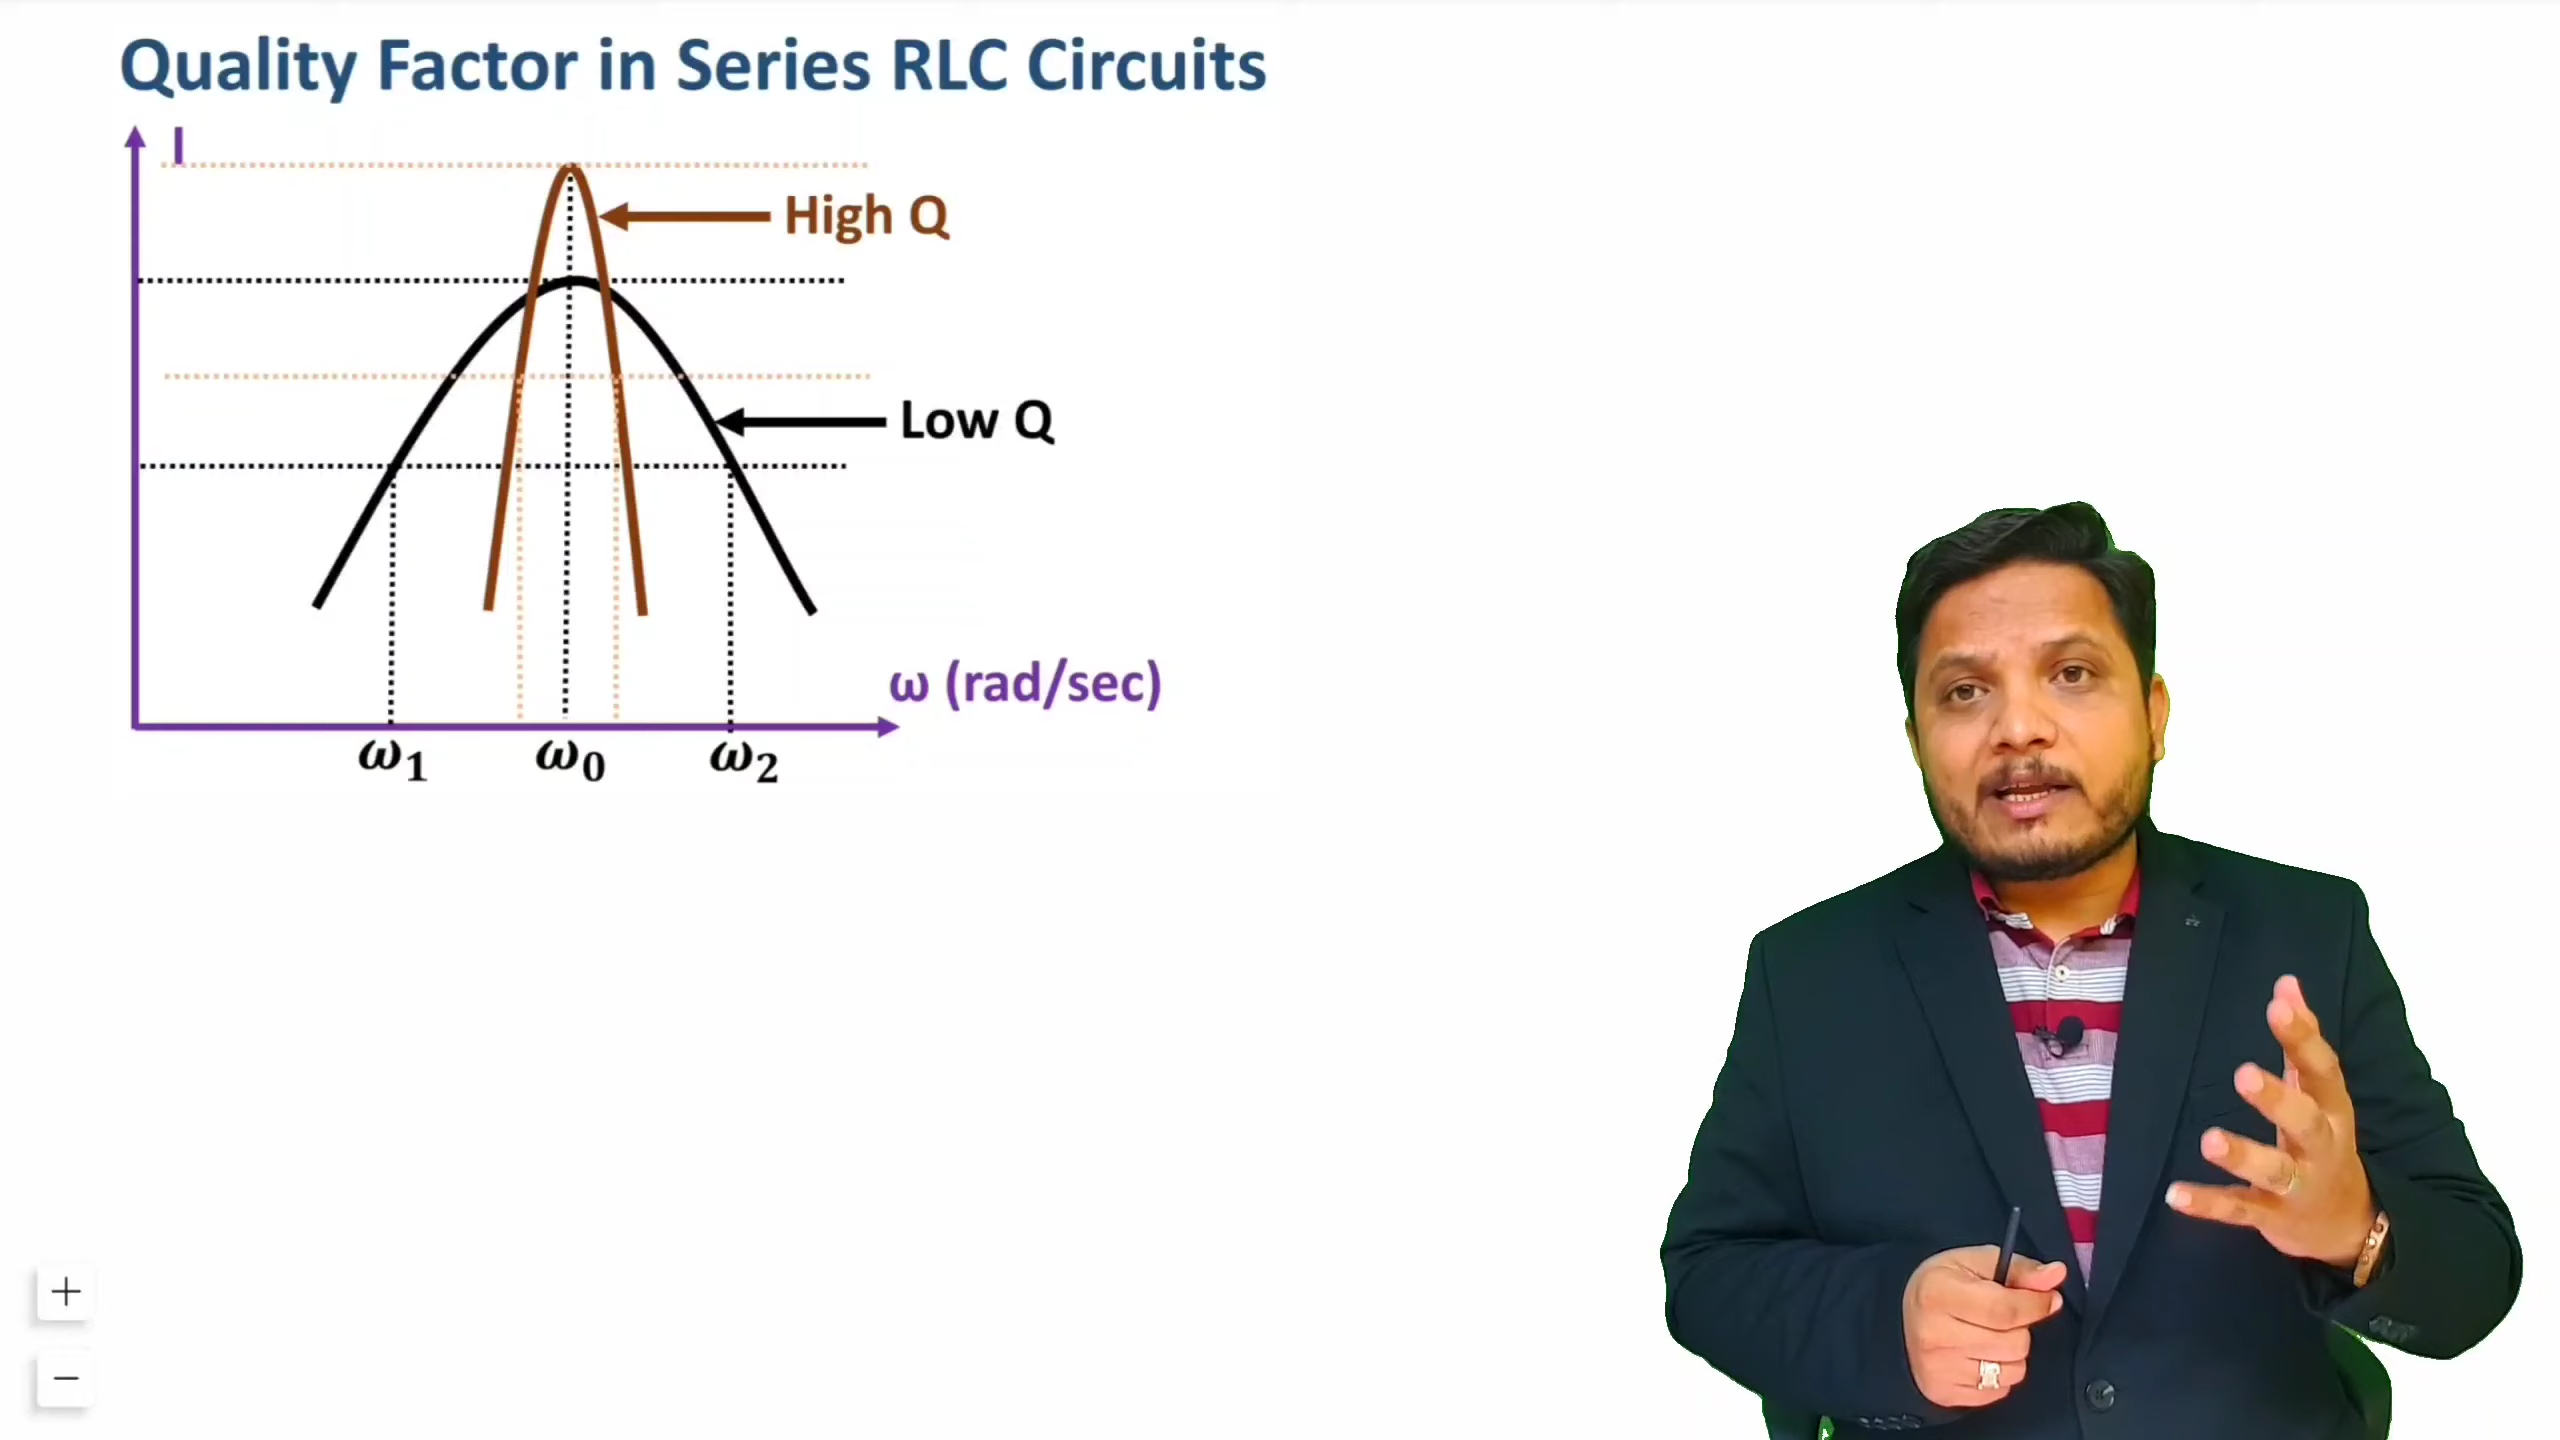 Quality Factor in Series RLC Circuits
I
High Q
Low Q
ω (rad/sec)
ω₁ ω₀ ω₂
+
−